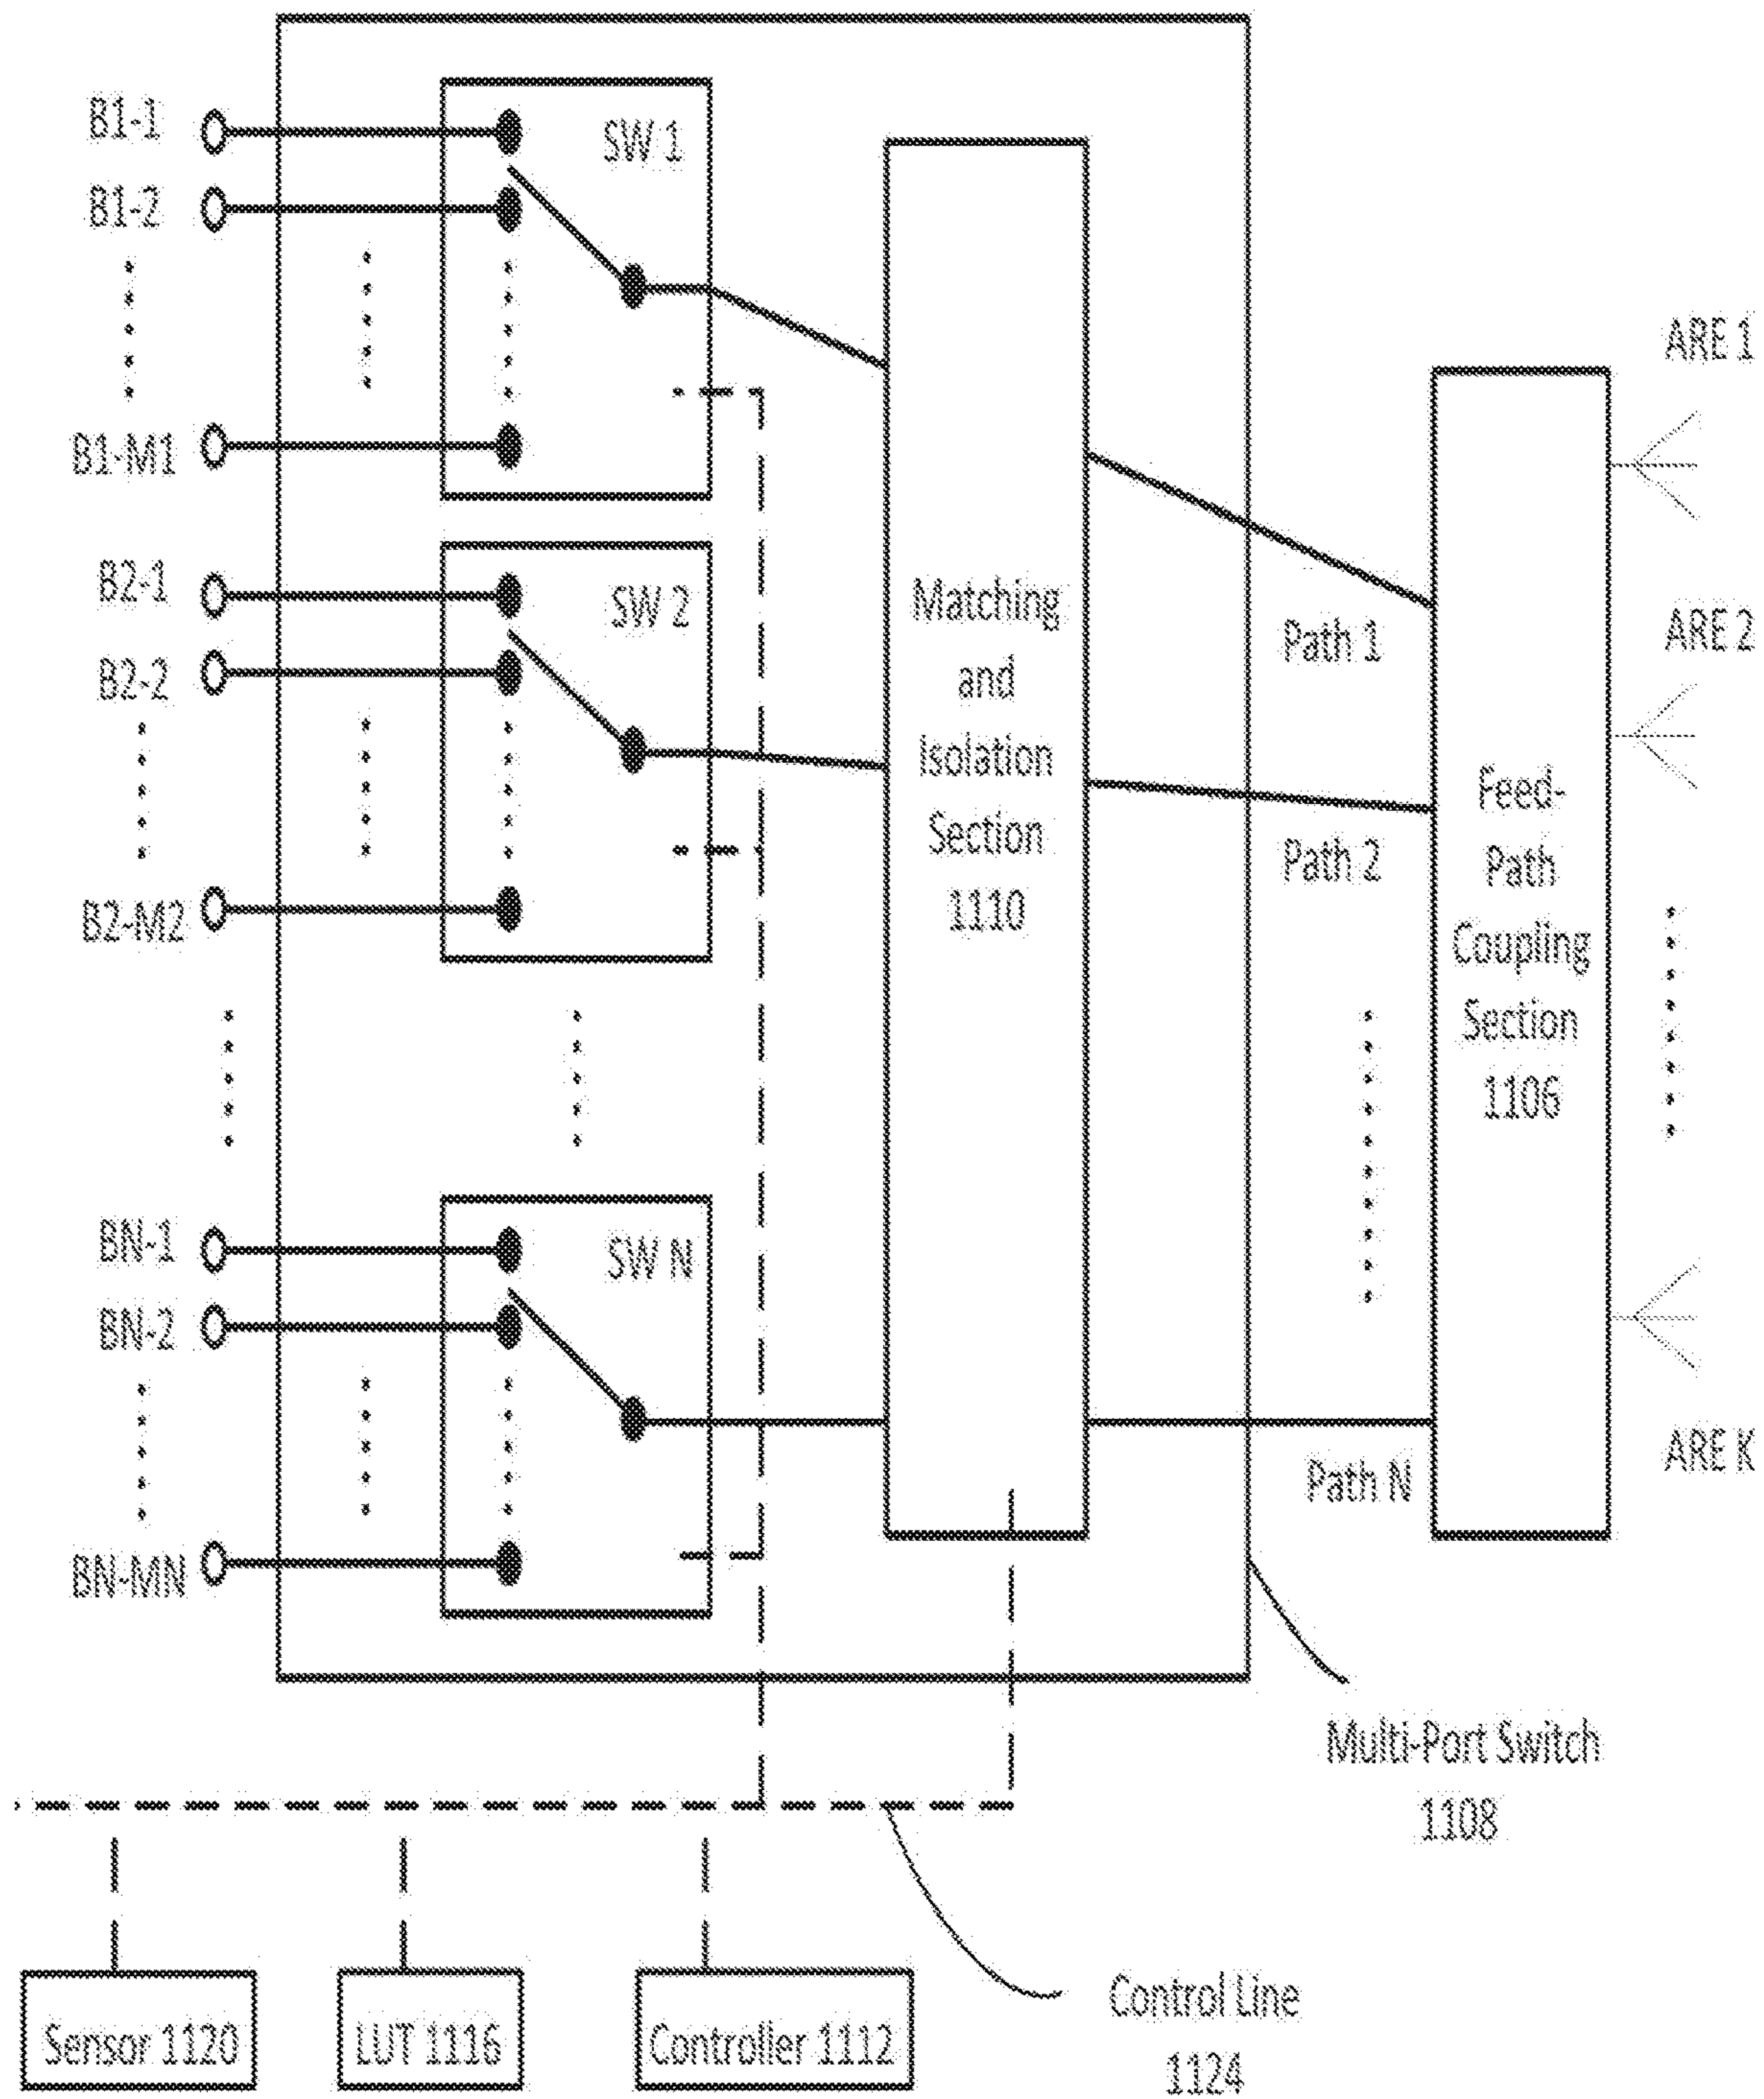 B1-1
B1-2
B1-M1
SW 1
B2-1
B2-2
B2-M2
SW 2
BN-1
BN-2
BN-MN
SW N
Matching
and
Isolation
Section
1110
Path 1
Path 2
Path N
Feed-
Path
Coupling
Section
1106
ARE 1
ARE 2
ARE K
Multi-Port Switch
1108
Control Line
1124
Sensor 1120
LUT 1116
Controller 1112